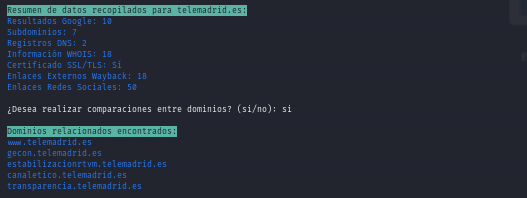 Resumen de datos recopilados para telemadrid.es:
Resultados Google: 10
Subdominios: 7
Registros DNS: 2
Información WHOIS: 18
Certificado SSL/TLS: Sí
Enlaces Externos Wayback: 18
Enlaces Redes Sociales: 50
¿Desea realizar comparaciones entre dominios? (si/no): si
Dominios relacionados encontrados:
www.telemadrid.es
gecon.telemadrid.es
estabilizacionrtvm.telemadrid.es
canaletico.telemadrid.es
transparencia.telemadrid.es